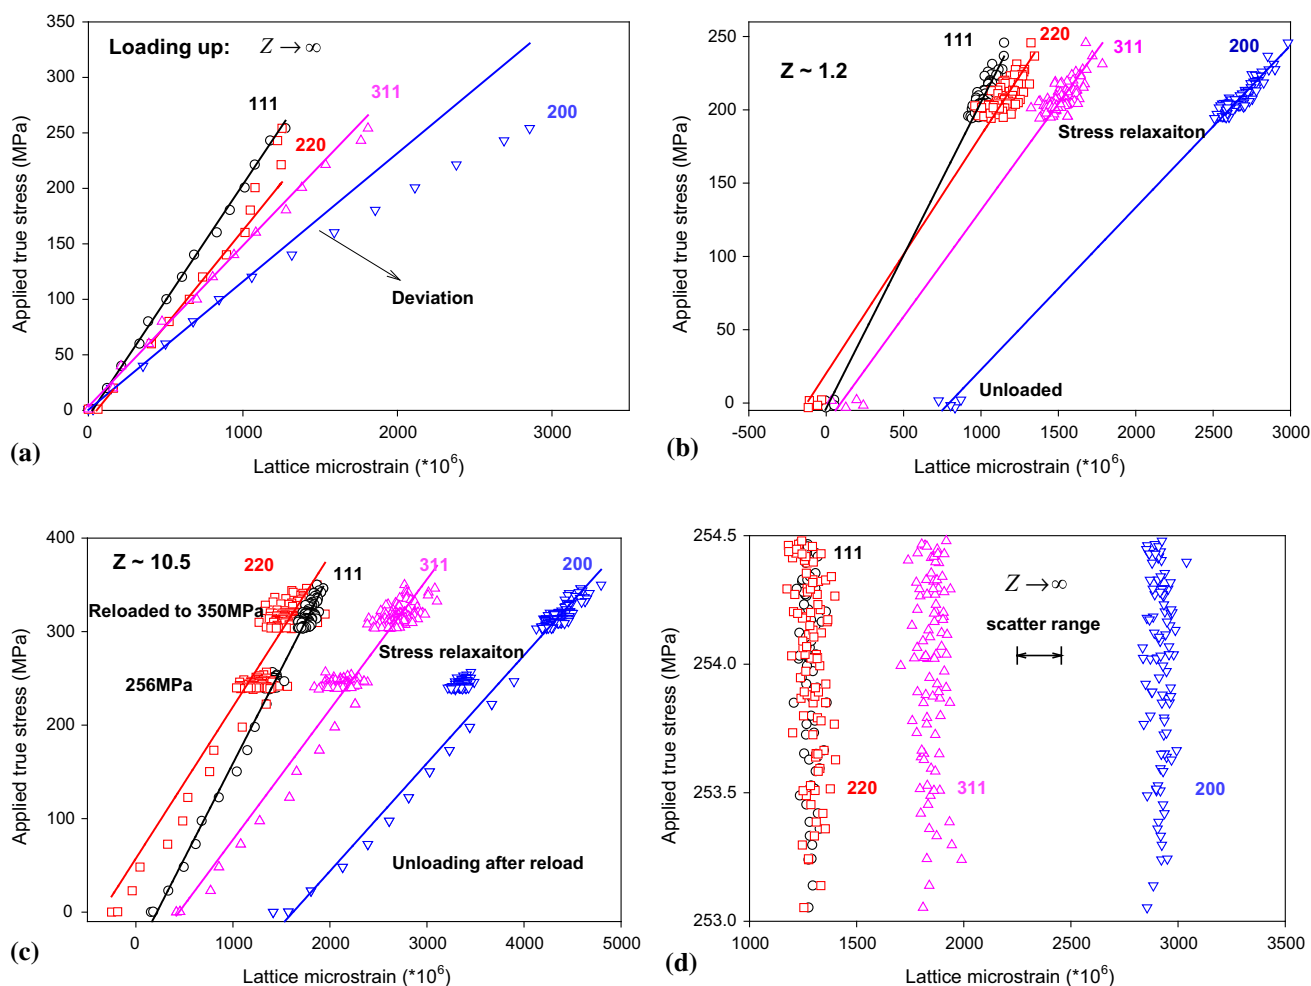 350
300
250
200
150
100
50
0
Applied true stress (MPa)
Loading up: Z → ∞
111
220
311
200
Deviation
0
1000
2000
3000
Lattice microstrain (*10^6)
(a)
250
200
150
100
50
0
Applied true stress (MPa)
Z ~ 1.2
111
220
311
200
Stress relaxaiton
Unloaded
-500
0
500
1000
1500
2000
2500
3000
Lattice microstrain (*10^6)
(b)
400
300
200
100
0
Applied true stress (MPa)
Z ~ 10.5
220
111
311
200
Reloaded to 350MPa
Stress relaxaiton
256MPa
Unloading after reload
0
1000
2000
3000
4000
5000
Lattice microstrain (*10^6)
(c)
254.5
254.0
253.5
253.0
Applied true stress (MPa)
111
Z → ∞
scatter range
220
311
200
1000
1500
2000
2500
3000
3500
Lattice microstrain (*10^6)
(d)